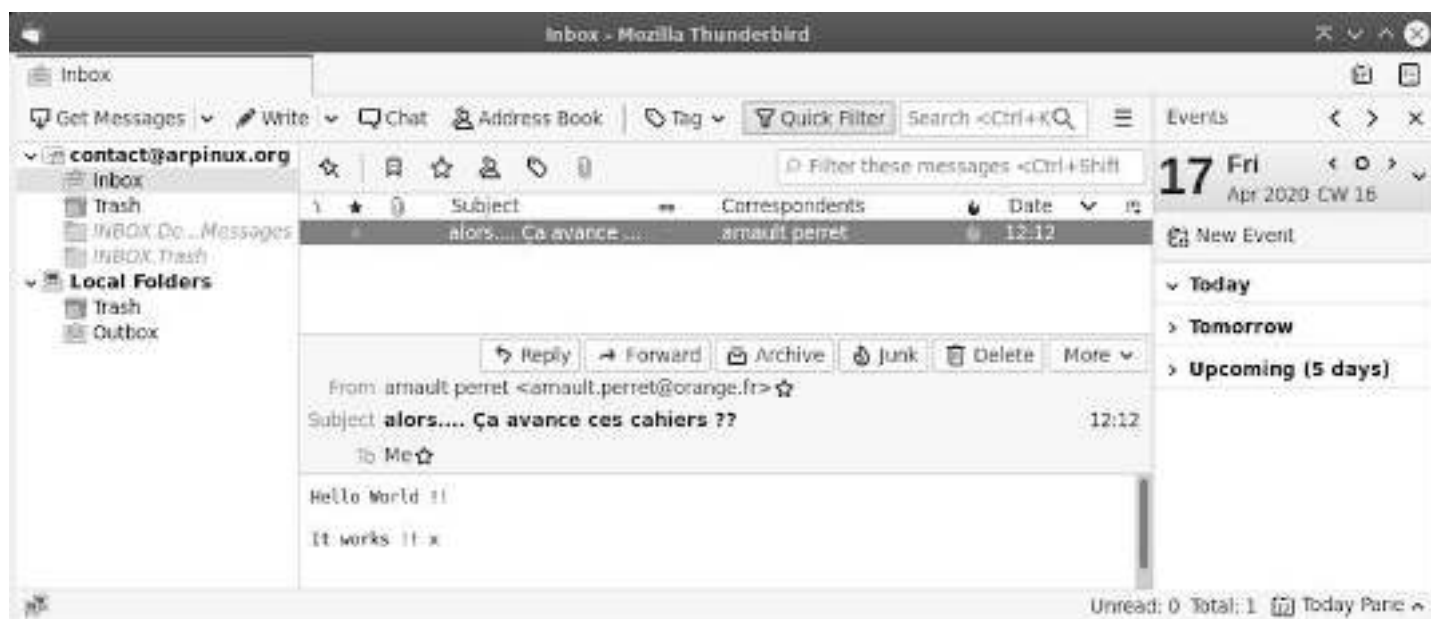 Inbox - Mozilla Thunderbird
Inbox
Get Messages Write Chat Address Book Tag Quick Filter Search <Ctrl+K
Events
contact@arpinux.org
Inbox
Trash
INBOX.De...Messages
INBOX.Trash
Local Folders
Trash
Outbox
Filter these messages <Ctrl+Shift
Subject Correspondents Date
alors.... Ça avance ... arnault perret 12:12
Reply Forward Archive Junk Delete More
From arnault perret <arnault.perret@orange.fr>
Subject alors.... Ça avance ces cahiers ?? 12:12
To Me
Hello World !!
It works !! x
17 Fri
Apr 2020 CW 16
New Event
Today
Tomorrow
Upcoming (5 days)
Unread: 0 Total: 1 Today Pane